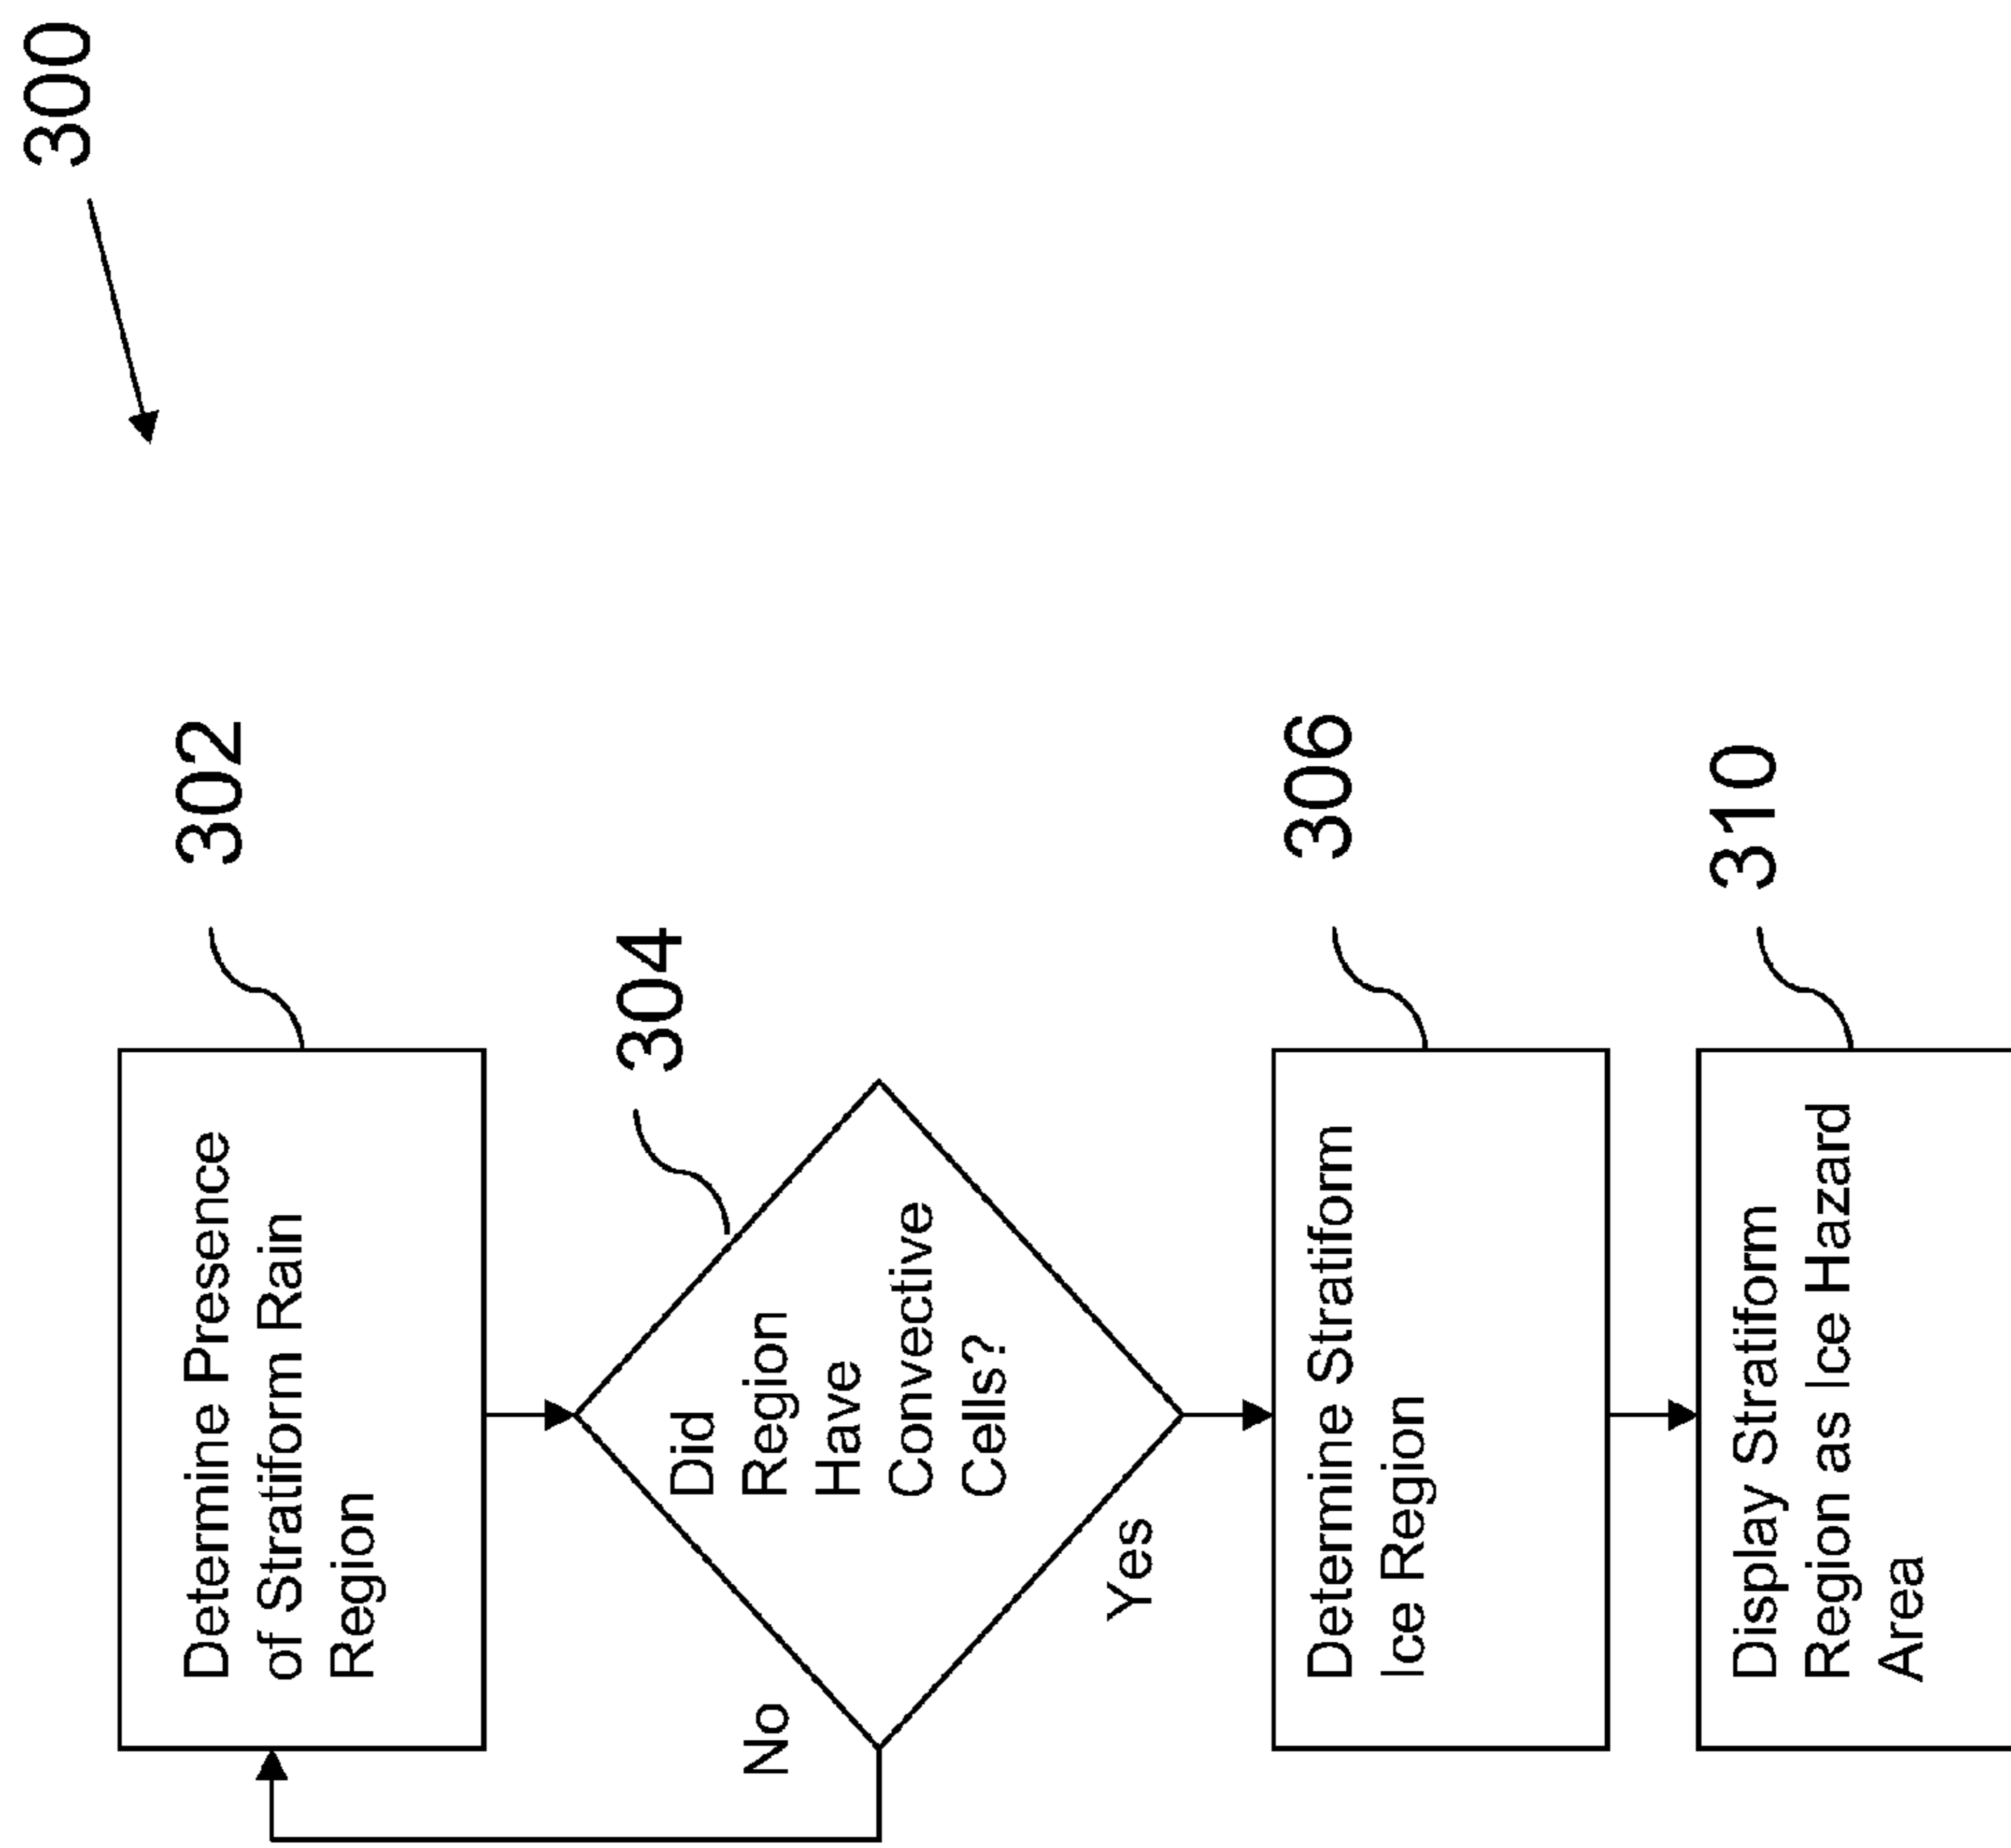 300
302
Determine Presence
of Stratiform Rain
Region
304
Did
Region
Have
Convective
Cells?
No
Yes
306
Determine Stratiform
Ice Region
310
Display Stratiform
Region as Ice Hazard
Area